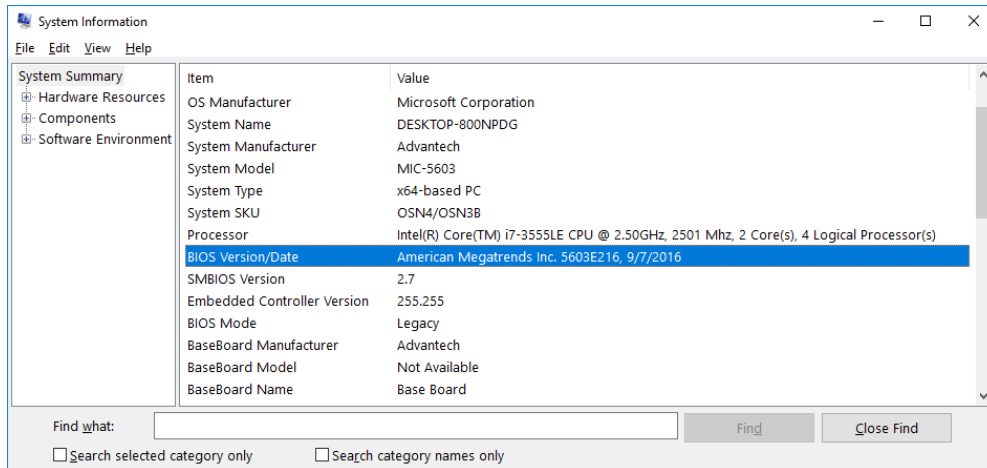 System Information
File Edit View Help
System Summary
Hardware Resources
Components
Software Environment
Item Value
OS Manufacturer Microsoft Corporation
System Name DESKTOP-800NPDG
System Manufacturer Advantech
System Model MIC-5603
System Type x64-based PC
System SKU OSN4/OSN3B
Processor Intel(R) Core(TM) i7-3555LE CPU @ 2.50GHz, 2501 Mhz, 2 Core(s), 4 Logical Processor(s)
BIOS Version/Date American Megatrends Inc. 5603E216, 9/7/2016
SMBIOS Version 2.7
Embedded Controller Version 255.255
BIOS Mode Legacy
BaseBoard Manufacturer Advantech
BaseBoard Model Not Available
BaseBoard Name Base Board
Find what: Find Close Find
Search selected category only Search category names only